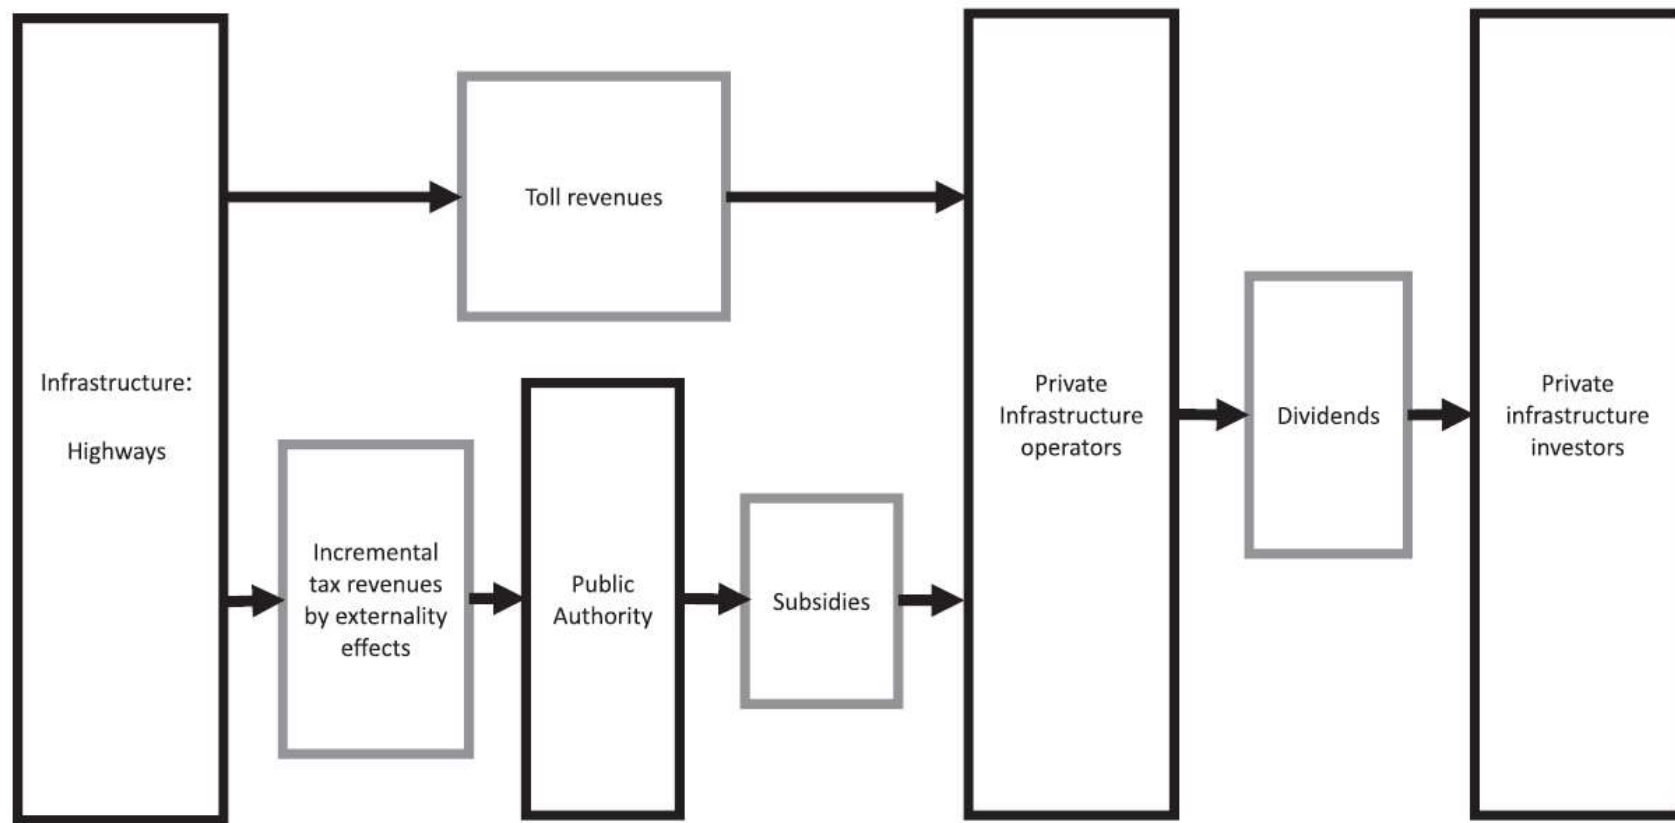 Infrastructure:
Highways
Toll revenues
Incremental
tax revenues
by externality
effects
Public
Authority
Subsidies
Private
Infrastructure
operators
Dividends
Private
infrastructure
investors